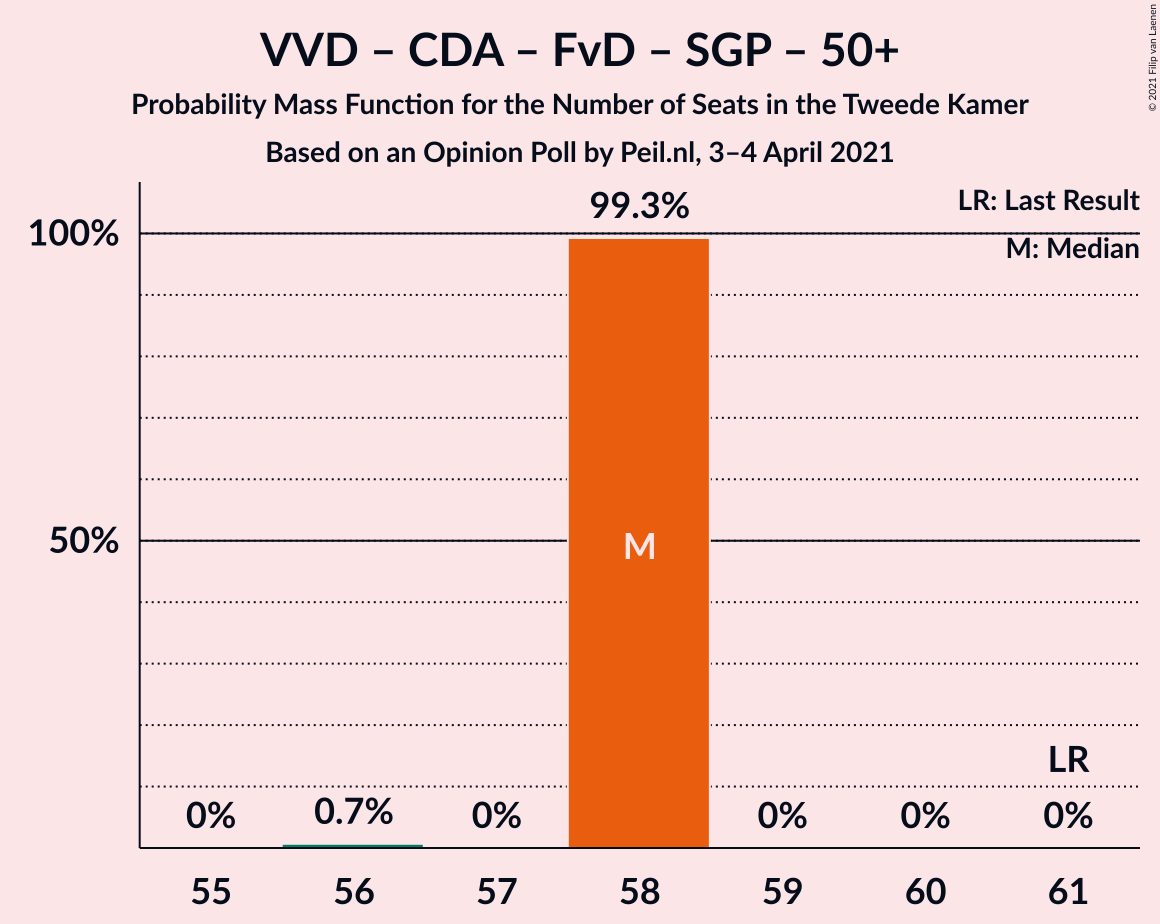 VVD – CDA – FvD – SGP – 50+
Probability Mass Function for the Number of Seats in the Tweede Kamer
Based on an Opinion Poll by Peil.nl, 3–4 April 2021
© 2021 Filip van Laenen
LR: Last Result
M: Median
99.3%
100%
50%
M
LR
0% 0.7% 0% 0% 0% 0%
55 56 57 58 59 60 61